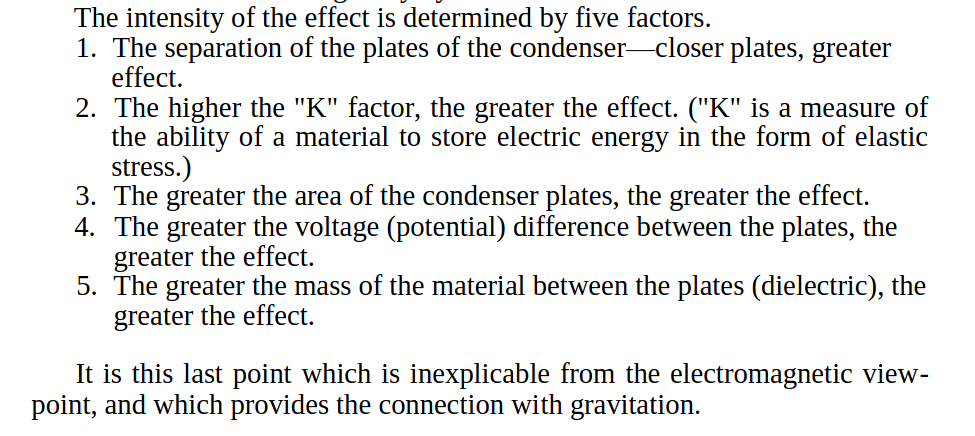 The intensity of the effect is determined by five factors.
1. The separation of the plates of the condenser—closer plates, greater
effect.
2. The higher the "K" factor, the greater the effect. ("K" is a measure of
the ability of a material to store electric energy in the form of elastic
stress.)
3. The greater the area of the condenser plates, the greater the effect.
4. The greater the voltage (potential) difference between the plates, the
greater the effect.
5. The greater the mass of the material between the plates (dielectric), the
greater the effect.
It is this last point which is inexplicable from the electromagnetic view-
point, and which provides the connection with gravitation.